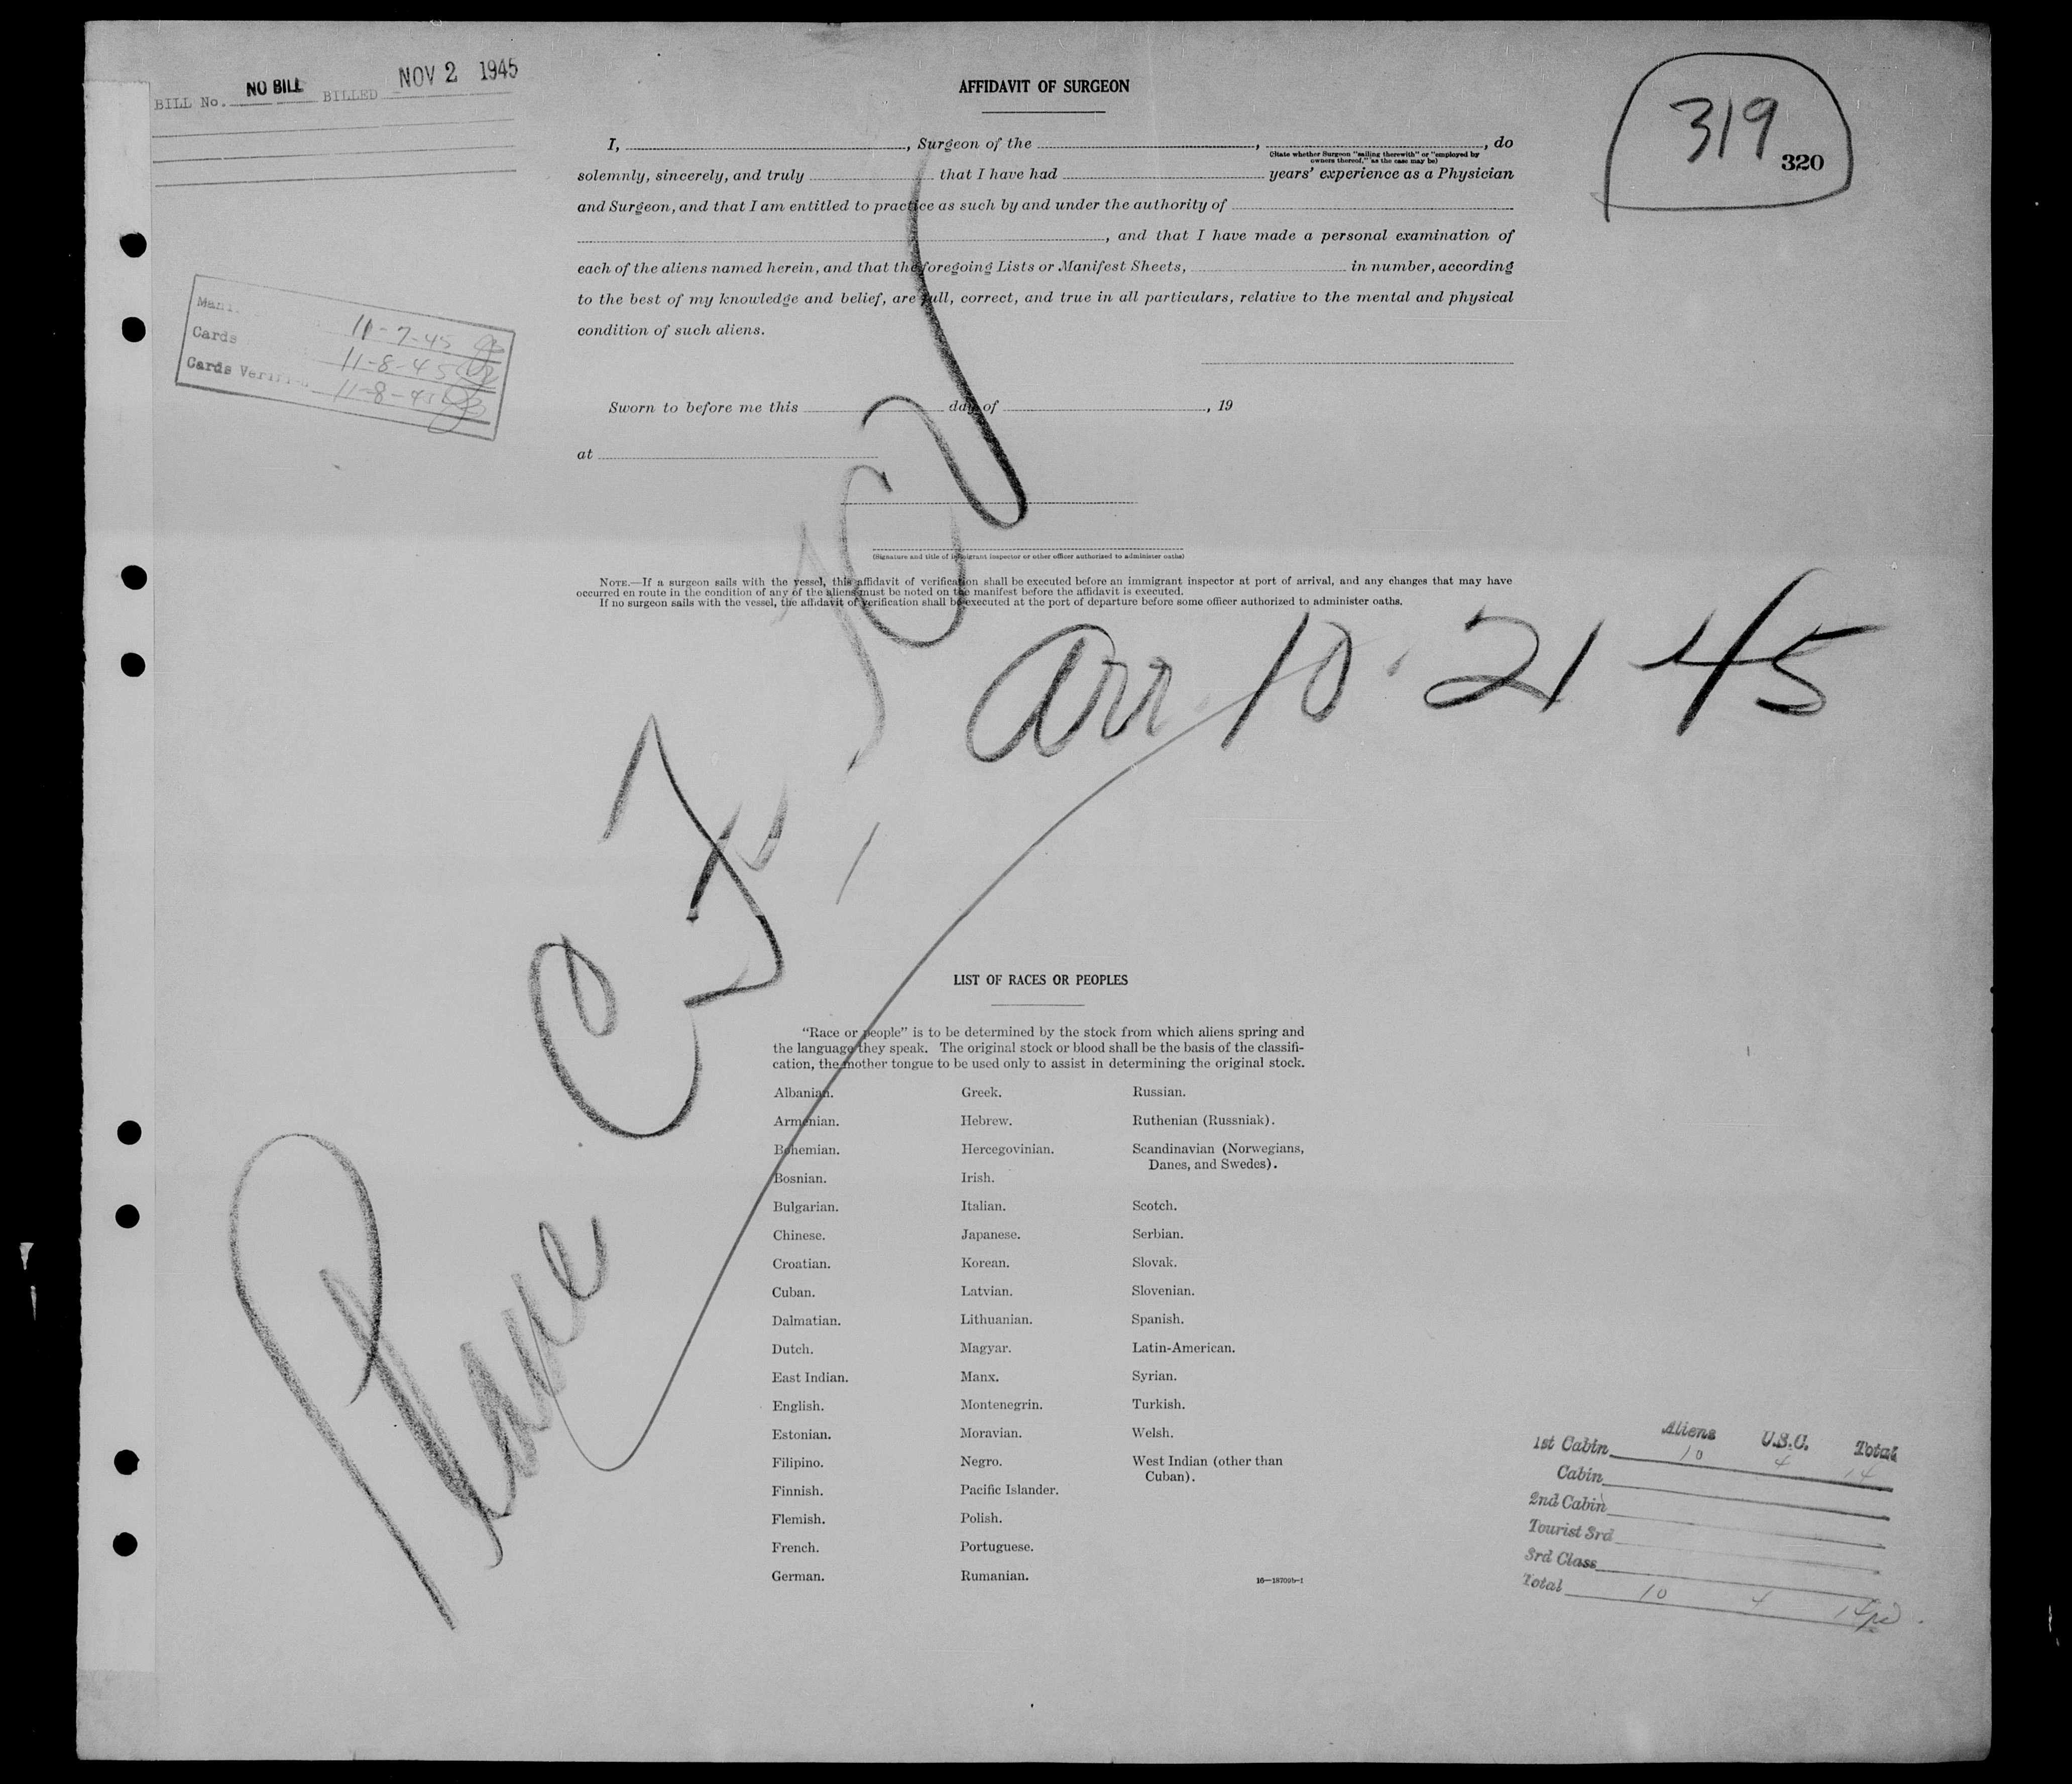 BILL No. NO BILL BILLED NOV 2 1945
AFFIDAVIT OF SURGEON
319
320
I, , Surgeon of the , , do
(State whether Surgeon "sailing therewith" or "employed by
owners thereof," as the case may be)
solemnly, sincerely, and truly that I have had years' experience as a Physician
and Surgeon, and that I am entitled to practice as such by and under the authority of
, and that I have made a personal examination of
each of the aliens named herein, and that the foregoing Lists or Manifest Sheets, in number, according
to the best of my knowledge and belief, are full, correct, and true in all particulars, relative to the mental and physical
condition of such aliens.
11-7-45
Cards 11-8-45
Cards 11-8-45
Sworn to before me this day of , 19
at
(Signature and title of immigrant inspector or other officer authorized to administer oaths)
NOTE.—If a surgeon sails with the vessel, this affidavit of verification shall be executed before an immigrant inspector at port of arrival, and any changes that may have
occurred en route in the condition of any of the aliens must be noted on the manifest before the affidavit is executed.
If no surgeon sails with the vessel, the affidavit of verification shall be executed at the port of departure before some officer authorized to administer oaths.
Arr 10 21 45
Plane
LIST OF RACES OR PEOPLES
"Race or people" is to be determined by the stock from which aliens spring and
the language they speak. The original stock or blood shall be the basis of the classifi-
cation, the mother tongue to be used only to assist in determining the original stock.
Albanian. Greek. Russian.
Armenian. Hebrew. Ruthenian (Russniak).
Bohemian. Hercegovinian. Scandinavian (Norwegians,
Danes, and Swedes).
Bosnian. Irish.
Bulgarian. Italian. Scotch.
Chinese. Japanese. Serbian.
Croatian. Korean. Slovak.
Cuban. Latvian. Slovenian.
Dalmatian. Lithuanian. Spanish.
Dutch. Magyar. Latin-American.
East Indian. Manx. Syrian.
English. Montenegrin. Turkish.
Estonian. Moravian. Welsh.
Filipino. Negro. West Indian (other than
Cuban).
Finnish. Pacific Islander.
Flemish. Polish.
French. Portuguese.
German. Rumanian.
16—18709b-1
Aliens U.S.C. Total
1st Cabin 10 4 14
Cabin
2nd Cabin
Tourist 3rd
3rd Class
Total 10 4 14